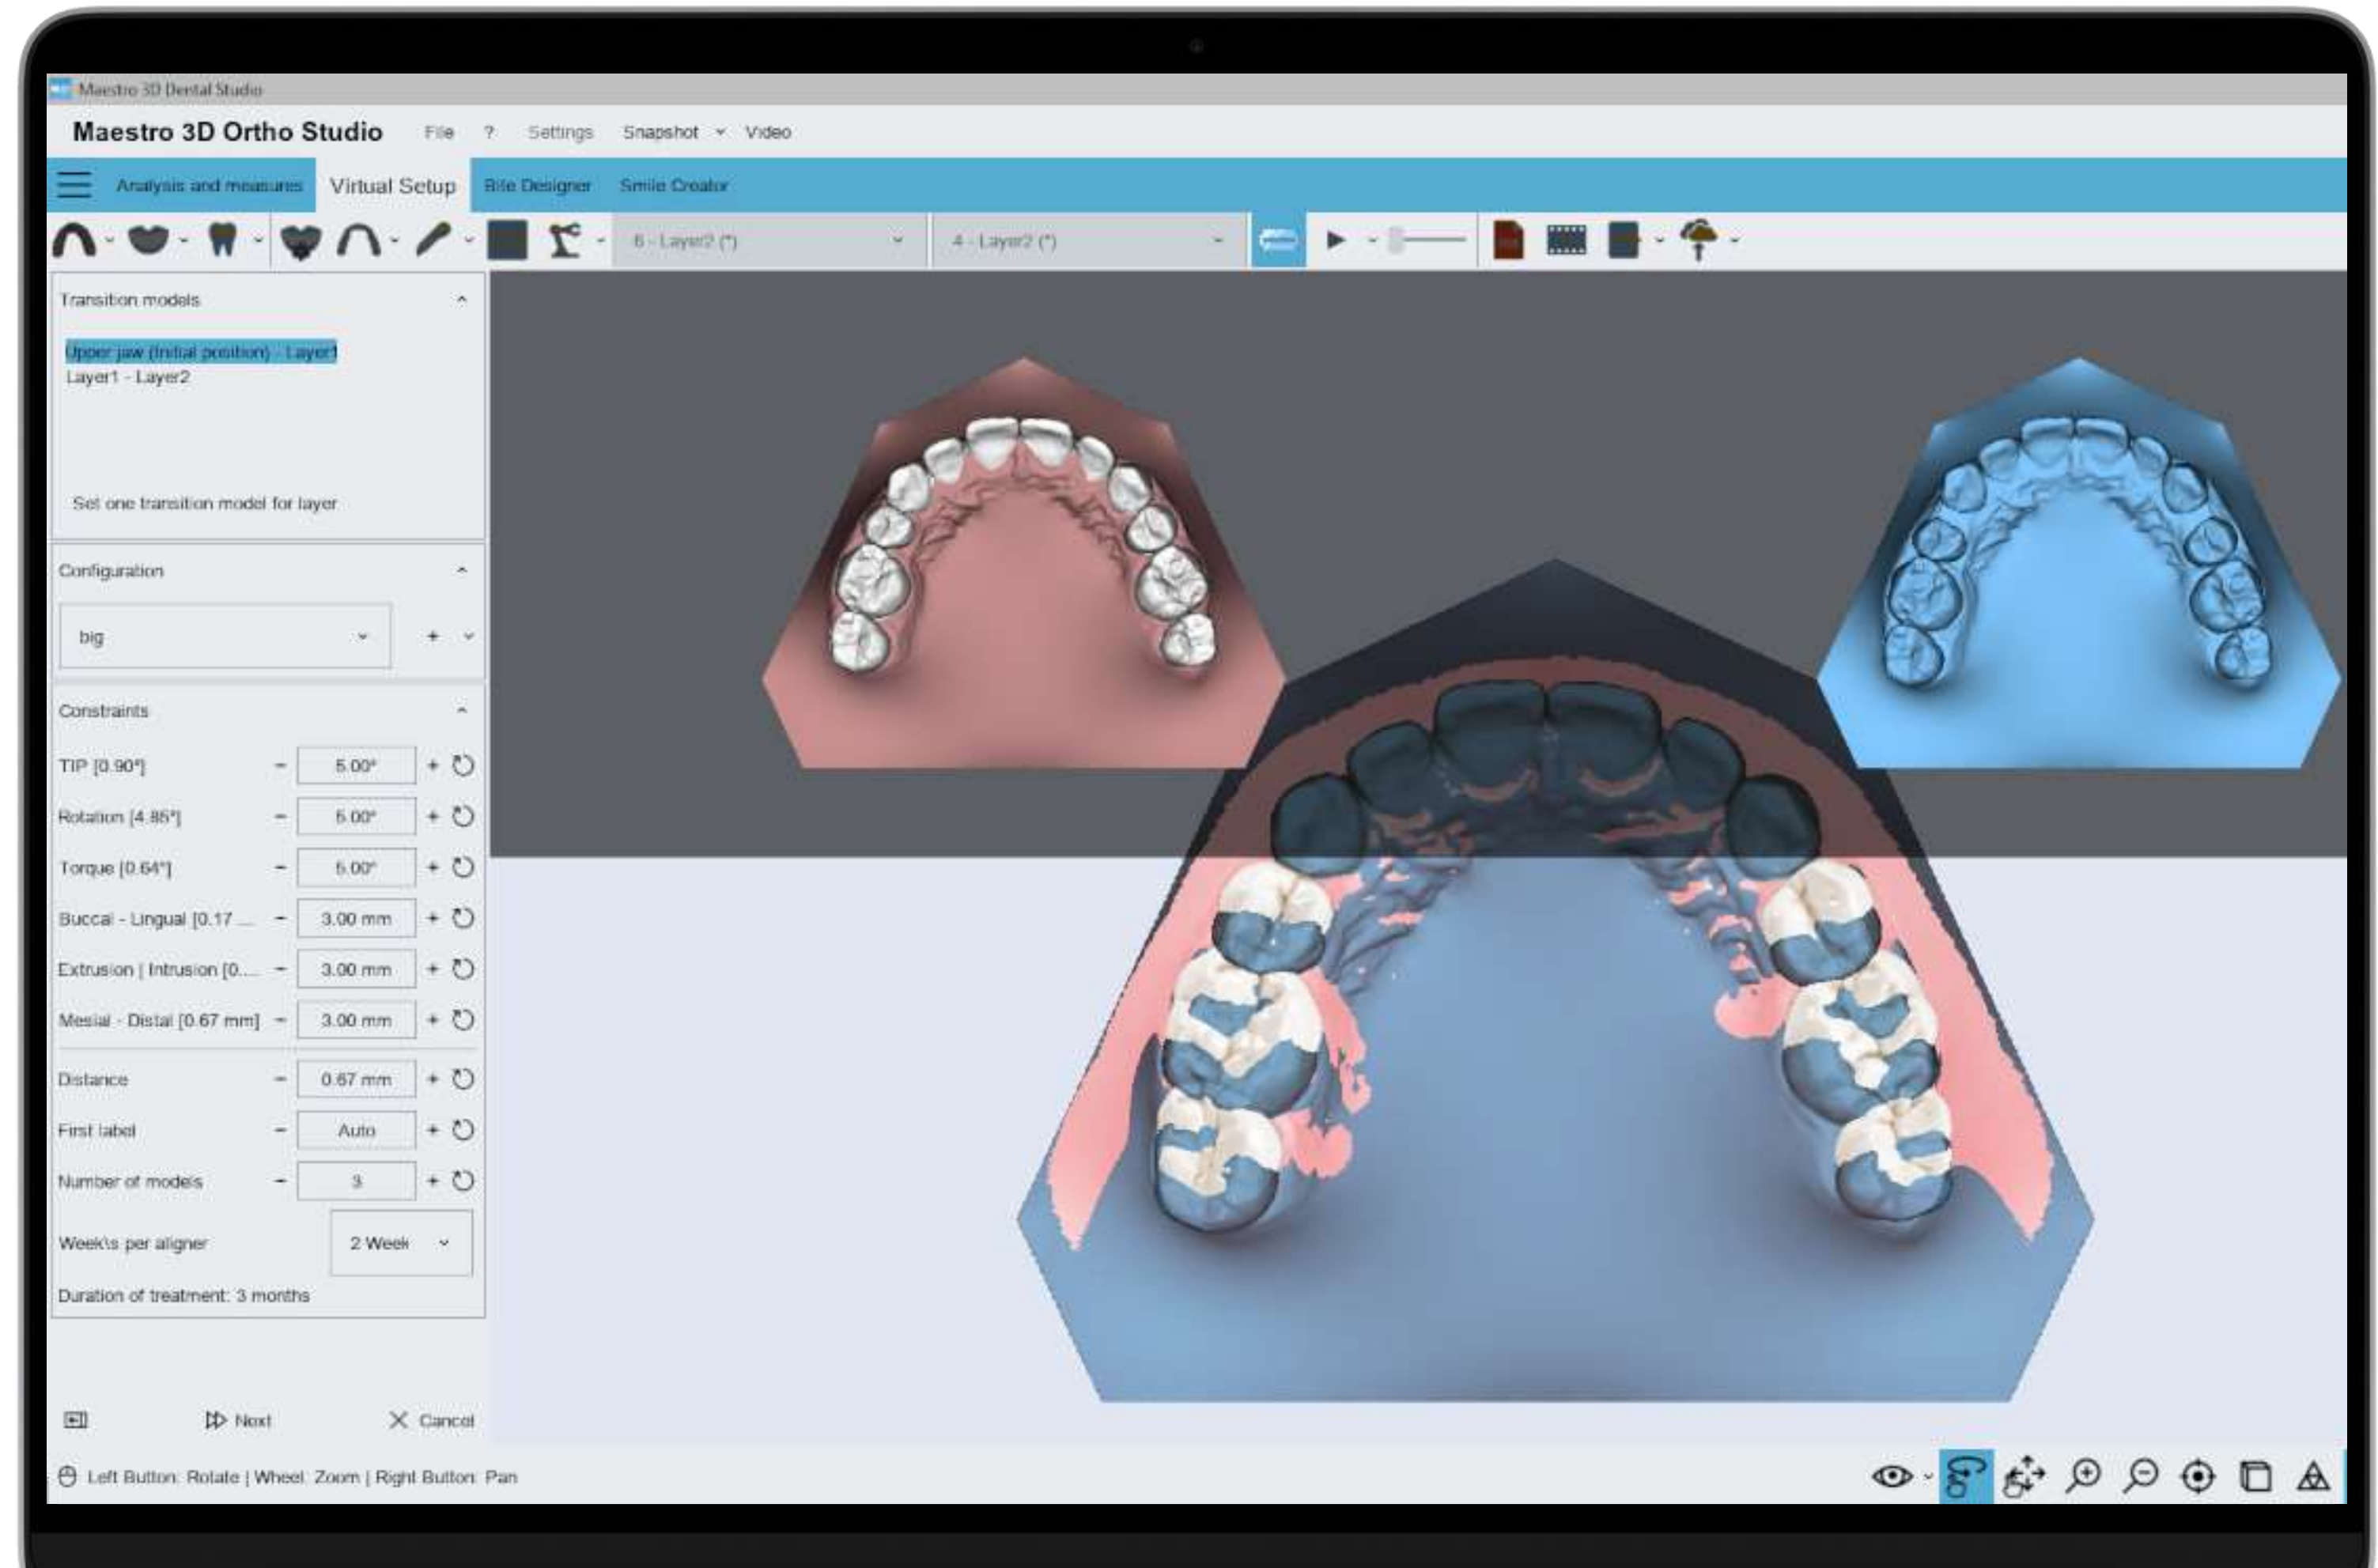 Maestro 3D Dental Studio
Maestro 3D Ortho Studio File ? Settings Snapshot Video
Analysis and measures Virtual Setup Bite Designer Smile Creator
6 - Layer2 (*) 4 - Layer2 (*)
Transition models
Upper jaw (Initial position) - Layer1
Layer1 - Layer2
Set one transition model for layer
Configuration
big +
Constraints
TIP [0.90°] - 5.00° +
Rotation [4.85°] - 5.00° +
Torque [0.64°] - 5.00° +
Buccal - Lingual [0.17 ... - 3.00 mm +
Extrusion | Intrusion [0.... - 3.00 mm +
Mesial - Distal [0.67 mm] - 3.00 mm +
Distance - 0.67 mm +
First label - Auto +
Number of models - 3 +
Week\s per aligner 2 Week
Duration of treatment: 3 months
Next Cancel
Left Button: Rotate | Wheel: Zoom | Right Button: Pan